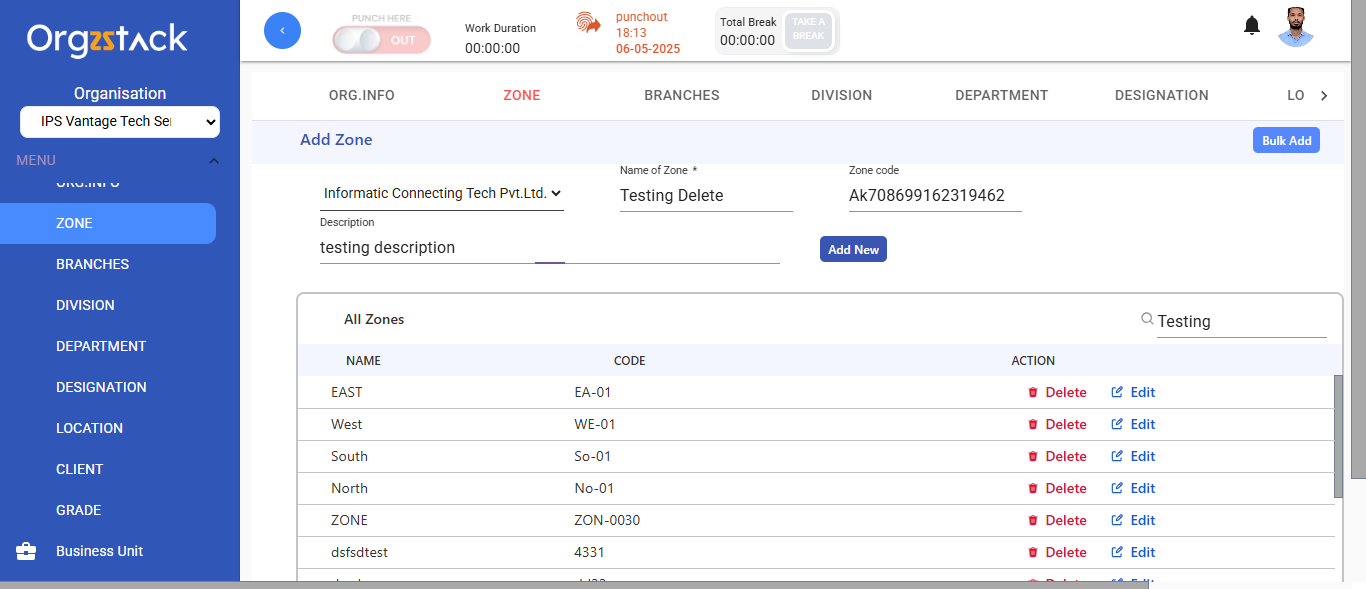 Orgzstack
Organisation
IPS Vantage Tech Ser
MENU
ORG.INFO
ZONE
BRANCHES
DIVISION
DEPARTMENT
DESIGNATION
LOCATION
CLIENT
GRADE
Business Unit
PUNCH HERE
OUT
Work Duration
00:00:00
punchout
18:13
06-05-2025
Total Break
00:00:00
TAKE A
BREAK
ORG.INFO ZONE BRANCHES DIVISION DEPARTMENT DESIGNATION LO
Add Zone
Bulk Add
Informatic Connecting Tech Pvt.Ltd.
Name of Zone *
Testing Delete
Zone code
Ak708699162319462
Description
testing description
Add New
All Zones
Testing
NAME CODE ACTION
EAST EA-01 Delete Edit
West WE-01 Delete Edit
South So-01 Delete Edit
North No-01 Delete Edit
ZONE ZON-0030 Delete Edit
dsfsdtest 4331 Delete Edit
Delete Edit